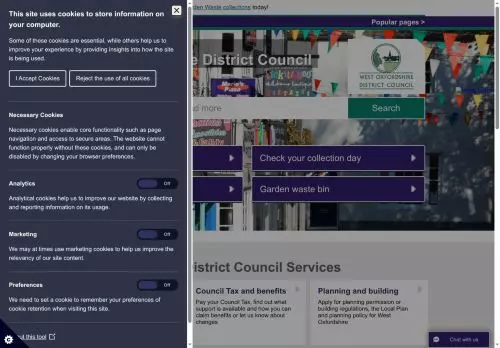 This site uses cookies to store information on
your computer.
Some of these cookies are essential, while others help us to
improve your experience by providing insights into how the site
is being used.
I Accept Cookies
Reject the use of all cookies
Necessary Cookies
Necessary cookies enable core functionality such as page
navigation and access to secure areas. The website cannot
function properly without these cookies, and can only be
disabled by changing your browser preferences.
Analytics
Off
Analytical cookies help us to improve our website by collecting
and reporting information on its usage.
Marketing
Off
We may at times use marketing cookies to help us improve the
relevancy of our site content.
Preferences
Off
We need to set a cookie to remember your preferences of
cookie retention when visiting this site.
this tool
Waste collections today!
Popular pages >
District Council
WEST OXFORDSHIRE
DISTRICT COUNCIL
more
Search
Check your collection day
Garden waste bin
District Council Services
Council Tax and benefits
Pay your Council Tax, find out what
support is available and how you can
claim benefits or let us know about
changes
Planning and building
Apply for planning permission or
building regulations, the Local Plan
and planning policy for West
Oxfordshire
Chat with us